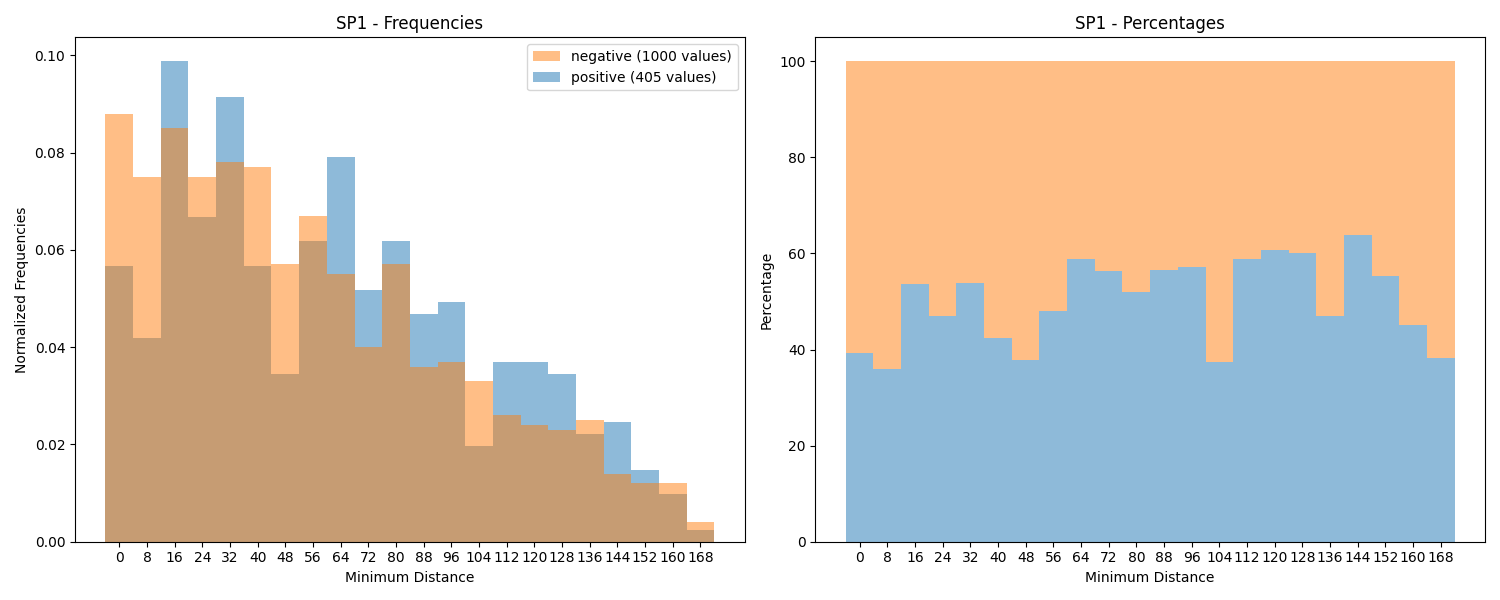 SP1 - Frequencies
Normalized Frequencies
0.10
0.08
0.06
0.04
0.02
0.00
negative (1000 values)
positive (405 values)
0 8 16 24 32 40 48 56 64 72 80 88 96 104 112 120 128 136 144 152 160 168
Minimum Distance
SP1 - Percentages
Percentage
100
80
60
40
20
0
0 8 16 24 32 40 48 56 64 72 80 88 96 104 112 120 128 136 144 152 160 168
Minimum Distance